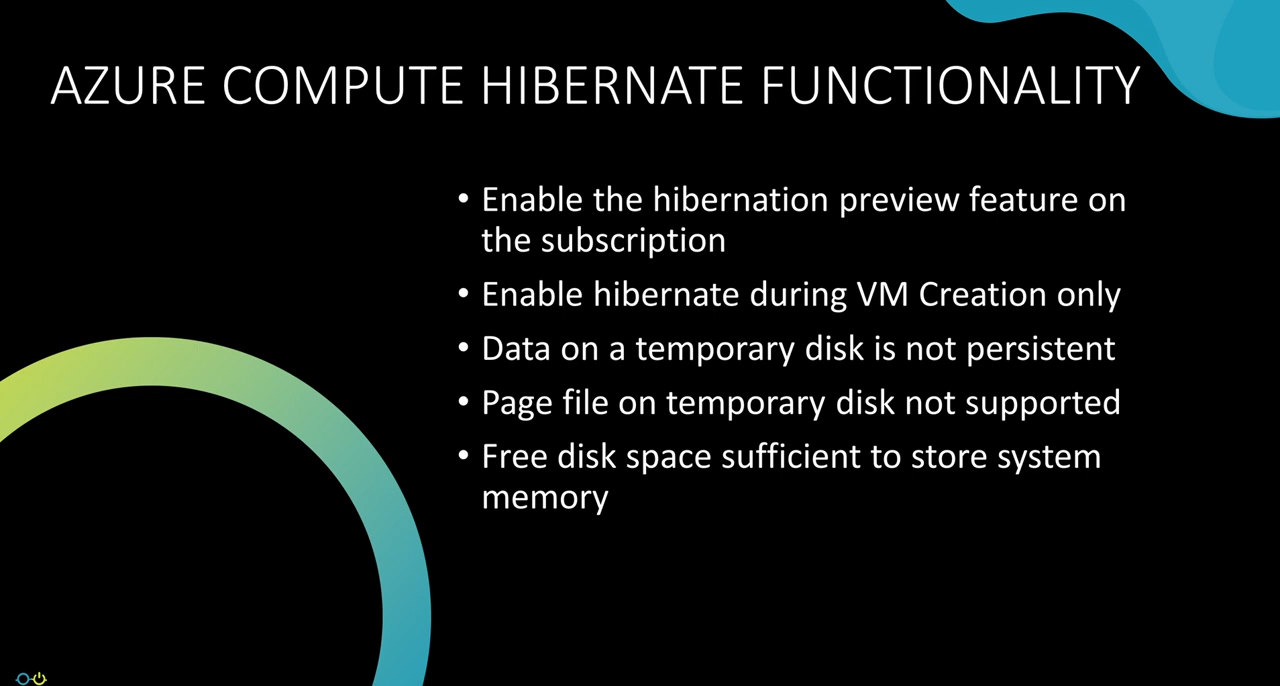 AZURE COMPUTE HIBERNATE FUNCTIONALITY
• Enable the hibernation preview feature on
the subscription
• Enable hibernate during VM Creation only
• Data on a temporary disk is not persistent
• Page file on temporary disk not supported
• Free disk space sufficient to store system
memory